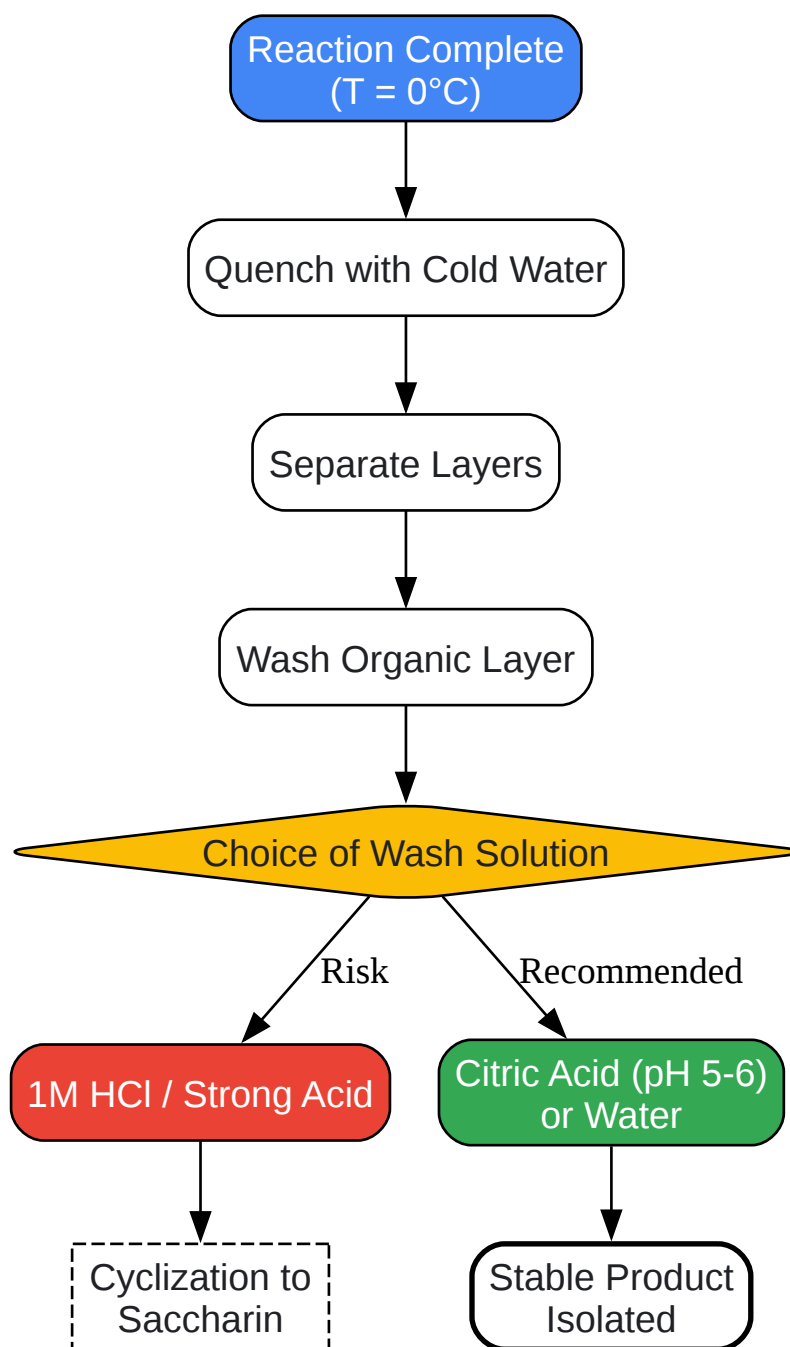 Reaction Complete
(T = 0°C)
Quench with Cold Water
Separate Layers
Wash Organic Layer
Choice of Wash Solution
Risk
Recommended
1M HCl / Strong Acid
Citric Acid (pH 5-6)
or Water
Cyclization to
Saccharin
Stable Product
Isolated